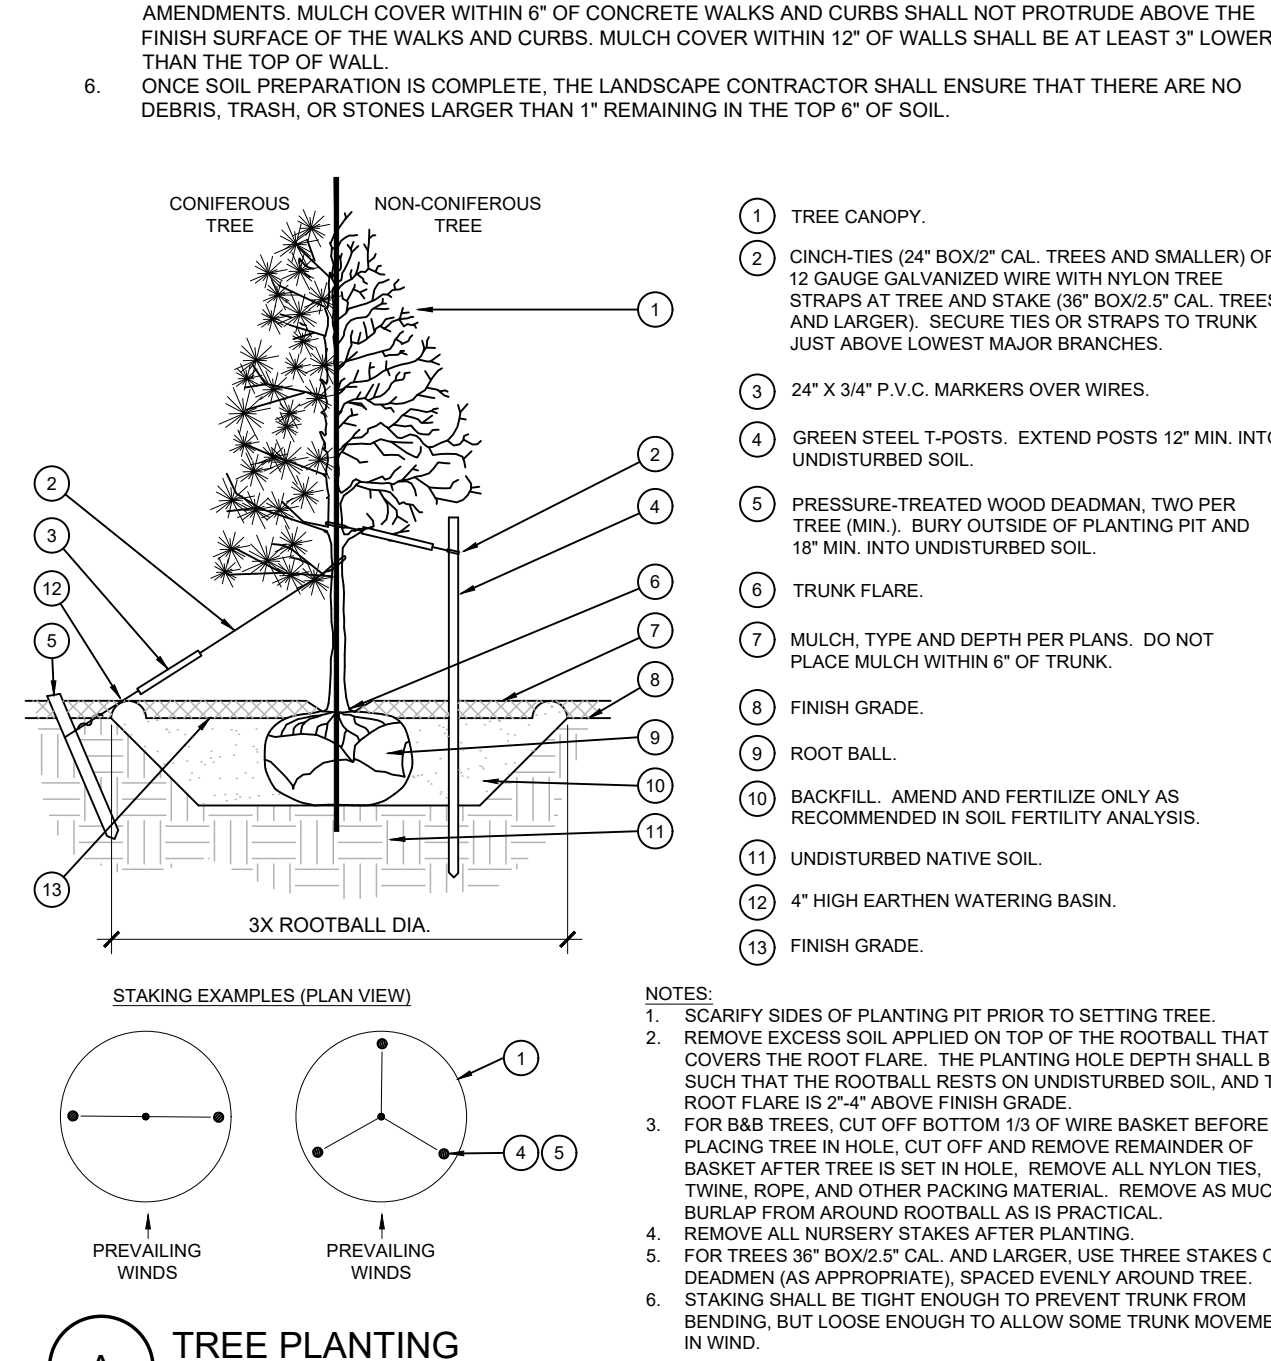 AMENDMENTS. MULCH COVER WITHIN 6" OF CONCRETE WALKS AND CURBS SHALL NOT PROTRUDE ABOVE THE
FINISH SURFACE OF THE WALKS AND CURBS. MULCH COVER WITHIN 12" OF WALLS SHALL BE AT LEAST 3" LOWER
THAN THE TOP OF WALL.
6. ONCE SOIL PREPARATION IS COMPLETE, THE LANDSCAPE CONTRACTOR SHALL ENSURE THAT THERE ARE NO
DEBRIS, TRASH, OR STONES LARGER THAN 1" REMAINING IN THE TOP 6" OF SOIL.
CONIFEROUS
TREE
NON-CONIFEROUS
TREE
1
2
4
6
7
8
9
10
11
2
3
12
5
13
3X ROOTBALL DIA.
1 TREE CANOPY.
2 CINCH-TIES (24" BOX/2" CAL. TREES AND SMALLER) OR
12 GAUGE GALVANIZED WIRE WITH NYLON TREE
STRAPS AT TREE AND STAKE (36" BOX/2.5" CAL. TREES
AND LARGER). SECURE TIES OR STRAPS TO TRUNK
JUST ABOVE LOWEST MAJOR BRANCHES.
3 24" X 3/4" P.V.C. MARKERS OVER WIRES.
4 GREEN STEEL T-POSTS. EXTEND POSTS 12" MIN. INTO
UNDISTURBED SOIL.
5 PRESSURE-TREATED WOOD DEADMAN, TWO PER
TREE (MIN.). BURY OUTSIDE OF PLANTING PIT AND
18" MIN. INTO UNDISTURBED SOIL.
6 TRUNK FLARE.
7 MULCH, TYPE AND DEPTH PER PLANS. DO NOT
PLACE MULCH WITHIN 6" OF TRUNK.
8 FINISH GRADE.
9 ROOT BALL.
10 BACKFILL. AMEND AND FERTILIZE ONLY AS
RECOMMENDED IN SOIL FERTILITY ANALYSIS.
11 UNDISTURBED NATIVE SOIL.
12 4" HIGH EARTHEN WATERING BASIN.
13 FINISH GRADE.
STAKING EXAMPLES (PLAN VIEW)
1
4 5
PREVAILING
WINDS
PREVAILING
WINDS
NOTES:
1. SCARIFY SIDES OF PLANTING PIT PRIOR TO SETTING TREE.
2. REMOVE EXCESS SOIL APPLIED ON TOP OF THE ROOTBALL THAT
COVERS THE ROOT FLARE. THE PLANTING HOLE DEPTH SHALL B
SUCH THAT THE ROOTBALL RESTS ON UNDISTURBED SOIL, AND T
ROOT FLARE IS 2"-4" ABOVE FINISH GRADE.
3. FOR B&B TREES, CUT OFF BOTTOM 1/3 OF WIRE BASKET BEFORE
PLACING TREE IN HOLE, CUT OFF AND REMOVE REMAINDER OF
BASKET AFTER TREE IS SET IN HOLE, REMOVE ALL NYLON TIES,
TWINE, ROPE, AND OTHER PACKING MATERIAL. REMOVE AS MUC
BURLAP FROM AROUND ROOTBALL AS IS PRACTICAL.
4. REMOVE ALL NURSERY STAKES AFTER PLANTING.
5. FOR TREES 36" BOX/2.5" CAL. AND LARGER, USE THREE STAKES O
DEADMEN (AS APPROPRIATE), SPACED EVENLY AROUND TREE.
6. STAKING SHALL BE TIGHT ENOUGH TO PREVENT TRUNK FROM
BENDING, BUT LOOSE ENOUGH TO ALLOW SOME TRUNK MOVEME
IN WIND.
A TREE PLANTING